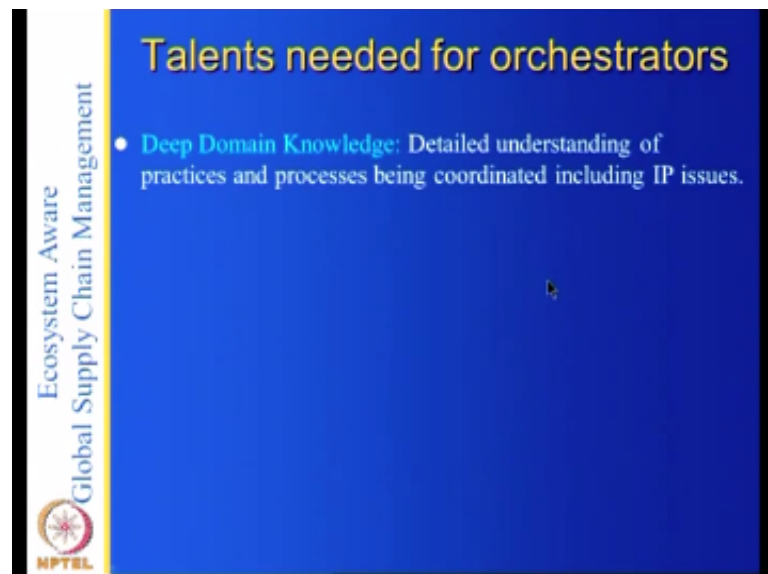 Talents needed for orchestrators
● Deep Domain Knowledge: Detailed understanding of
practices and processes being coordinated including IP issues.
Ecosystem Aware
Global Supply Chain Management
NPTEL